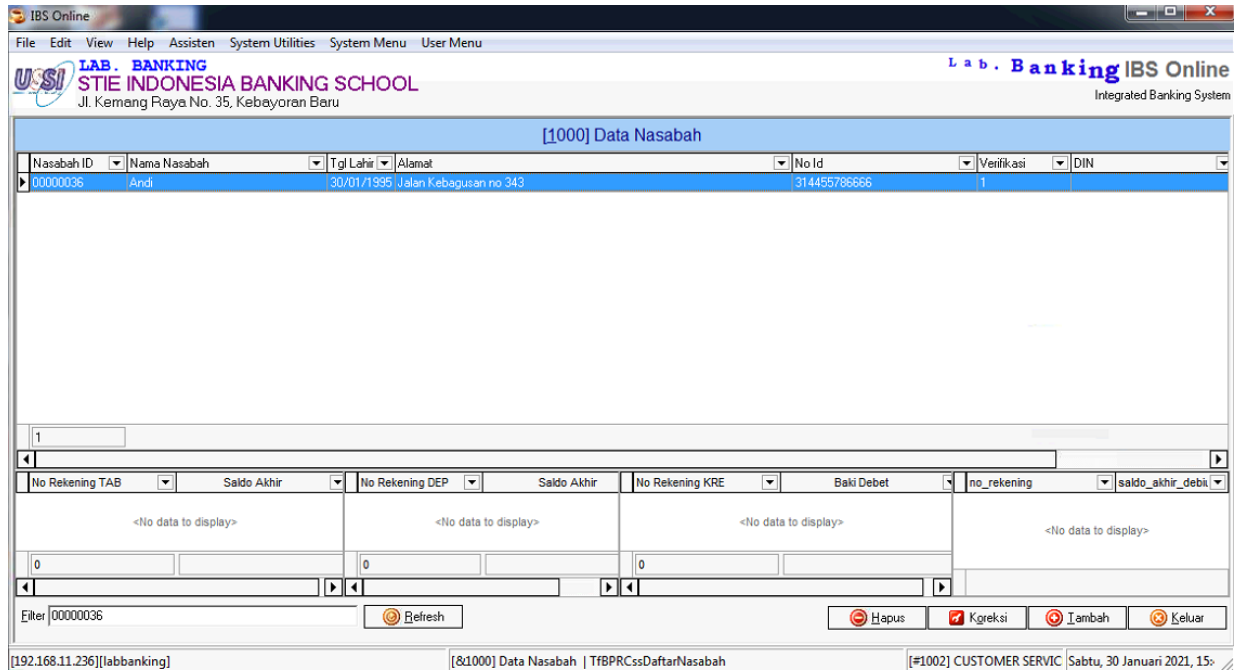 IBS Online
File Edit View Help Assisten System Utilities System Menu User Menu
USSI LAB. BANKING
STIE INDONESIA BANKING SCHOOL
Jl. Kemang Raya No. 35, Kebayoran Baru
Lab. Banking IBS Online
Integrated Banking System
[1000] Data Nasabah
Nasabah ID Nama Nasabah Tgl Lahir Alamat No Id Verifikasi DIN
00000036 Andi 30/01/1995 Jalan Kebagusan no 343 314455786666 1
1
No Rekening TAB Saldo Akhir No Rekening DEP Saldo Akhir No Rekening KRE Baki Debet no_rekening saldo_akhir_debi
<No data to display> <No data to display> <No data to display> <No data to display>
0 0 0
Filter 00000036 Refresh Hapus Koreksi Tambah Keluar
[192.168.11.236][labbanking] [&1000] Data Nasabah | TfBPRCssDaftarNasabah [#1002] CUSTOMER SERVIC Sabtu, 30 Januari 2021, 15: